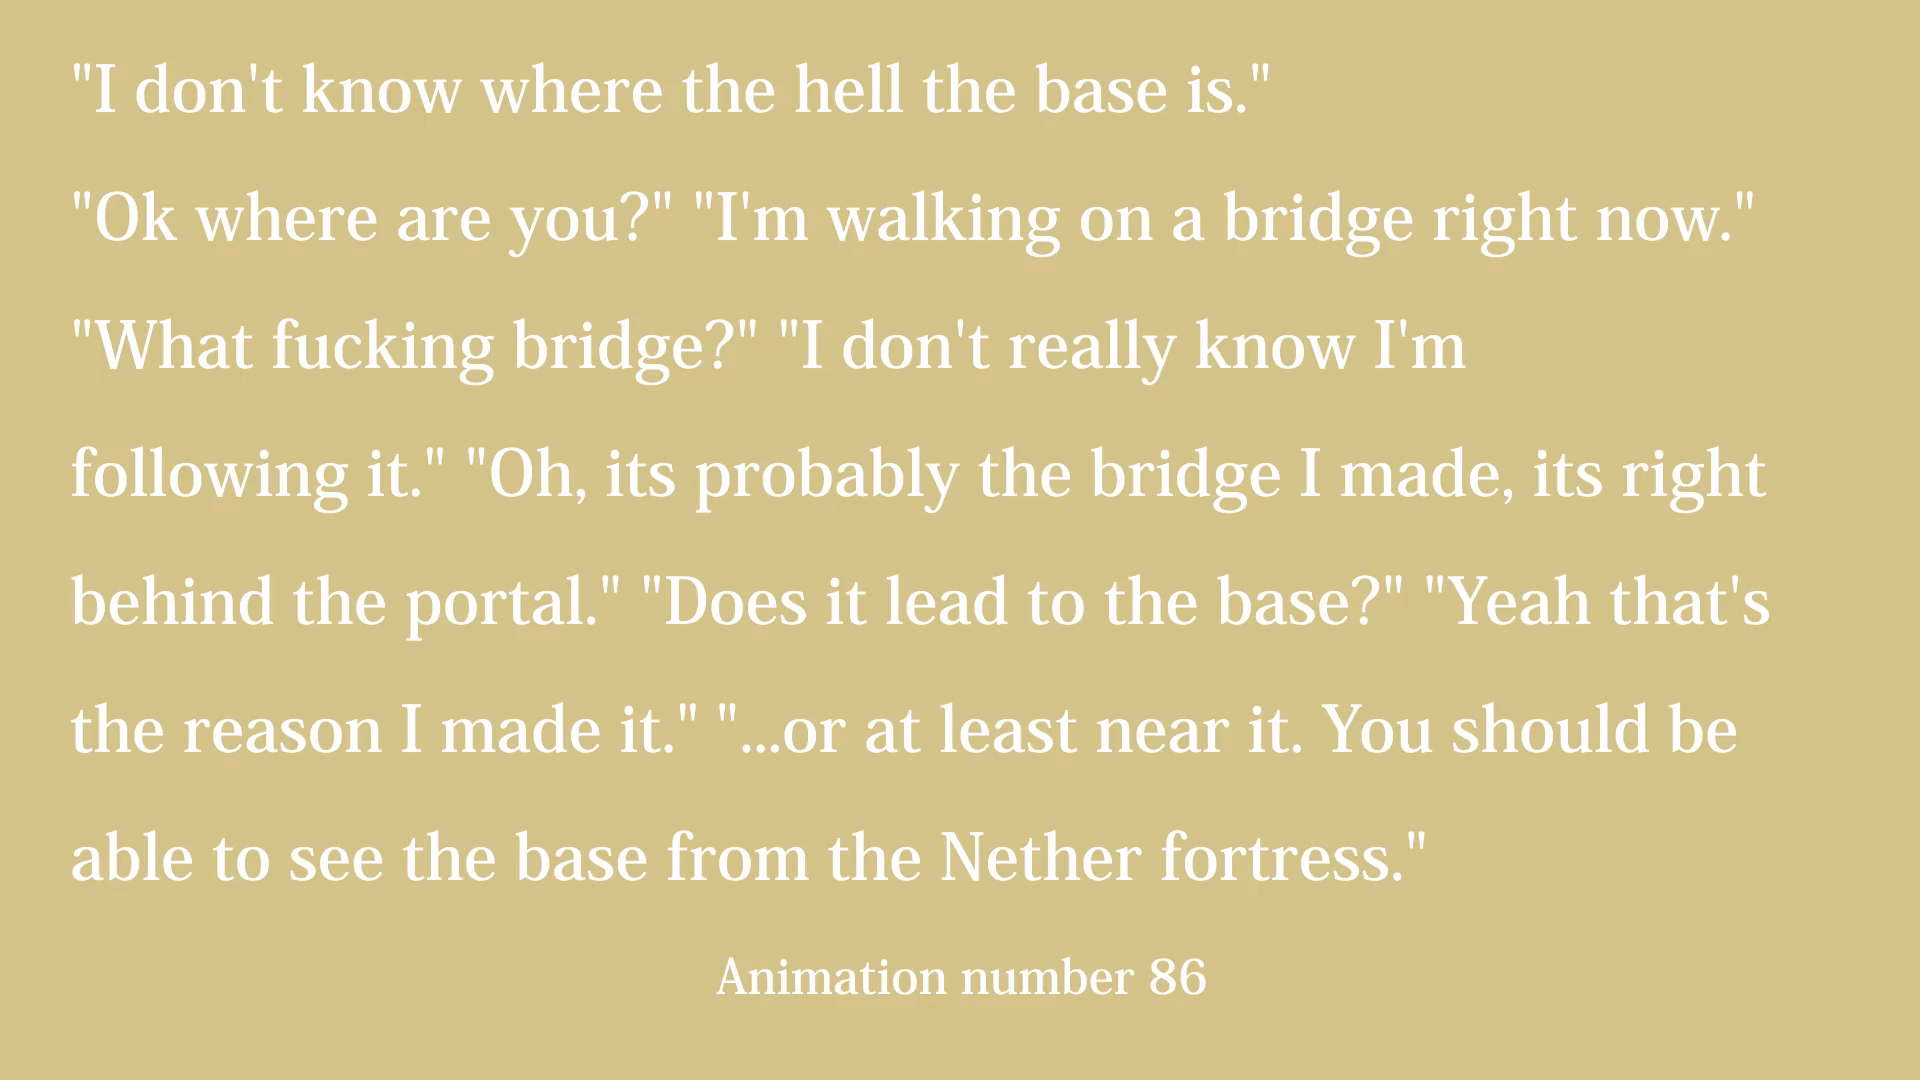 "I don't know where the hell the base is."
"Ok where are you?" "I'm walking on a bridge right now."
"What fucking bridge?" "I don't really know I'm
following it." "Oh, its probably the bridge I made, its right
behind the portal." "Does it lead to the base?" "Yeah that's
the reason I made it." "...or at least near it. You should be
able to see the base from the Nether fortress."
Animation number 86